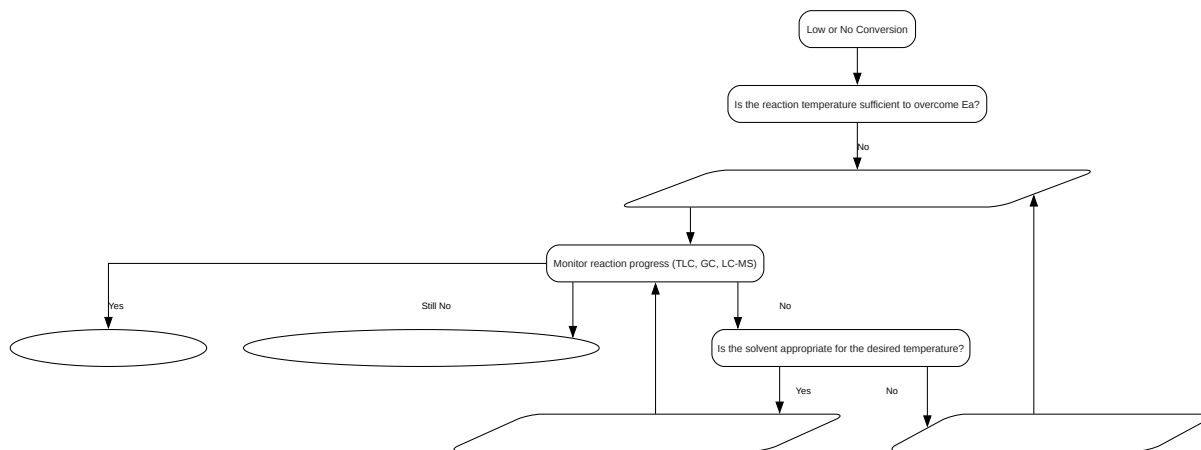 Low or No Conversion
Is the reaction temperature sufficient to overcome Ea?
No
Monitor reaction progress (TLC, GC, LC-MS)
Yes
Still No
No
Is the solvent appropriate for the desired temperature?
Yes
No